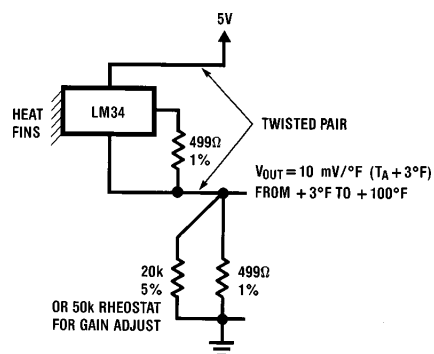 5V
HEAT
FINS
LM34
TWISTED PAIR
499Ω
1%
VOUT = 10 mV/°F (TA + 3°F)
FROM + 3°F TO + 100°F
20k
5%
499Ω
1%
OR 50k RHEOSTAT
FOR GAIN ADJUST